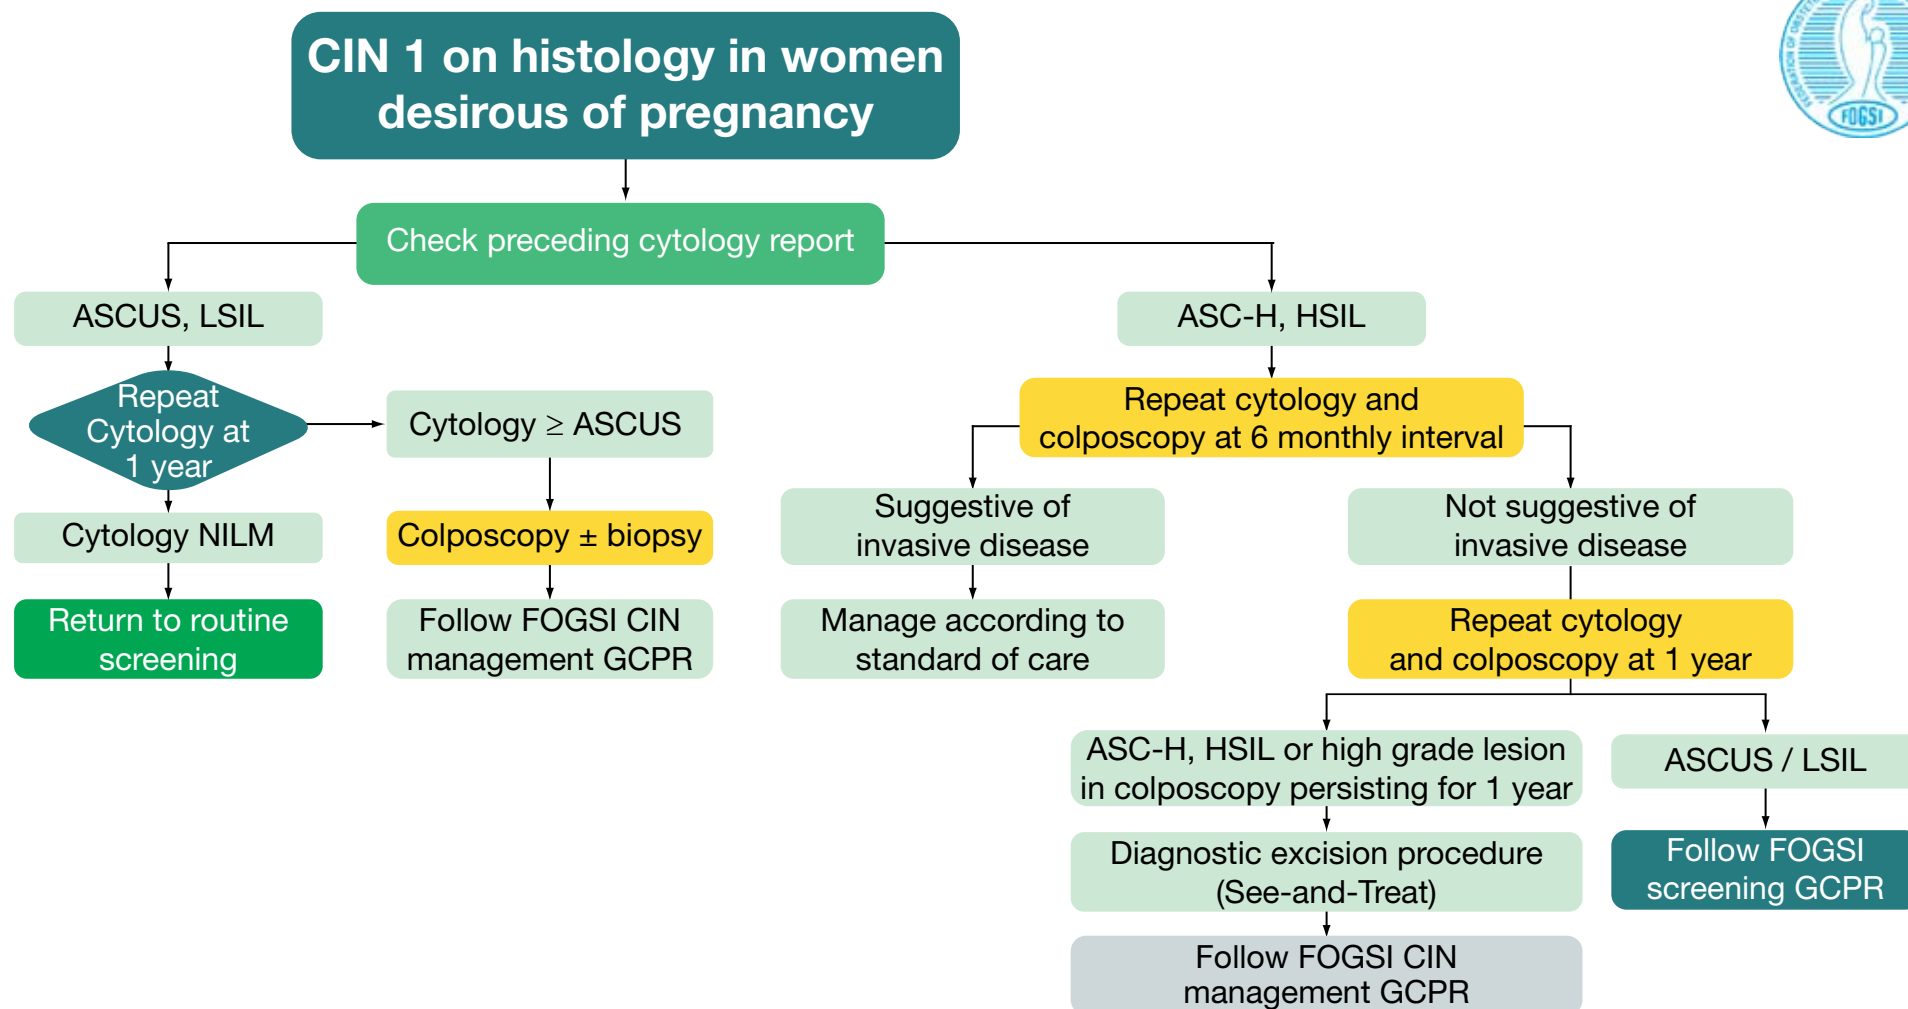 CIN 1 on histology in women
desirous of pregnancy
FEDERATION OF OBSTET
FOGSI
Check preceding cytology report
ASCUS, LSIL
Repeat
Cytology at
1 year
Cytology NILM
Return to routine
screening
Cytology ≥ ASCUS
Colposcopy ± biopsy
Follow FOGSI CIN
management GCPR
ASC-H, HSIL
Repeat cytology and
colposcopy at 6 monthly interval
Suggestive of
invasive disease
Manage according to
standard of care
Not suggestive of
invasive disease
Repeat cytology
and colposcopy at 1 year
ASC-H, HSIL or high grade lesion
in colposcopy persisting for 1 year
Diagnostic excision procedure
(See-and-Treat)
Follow FOGSI CIN
management GCPR
ASCUS / LSIL
Follow FOGSI
screening GCPR